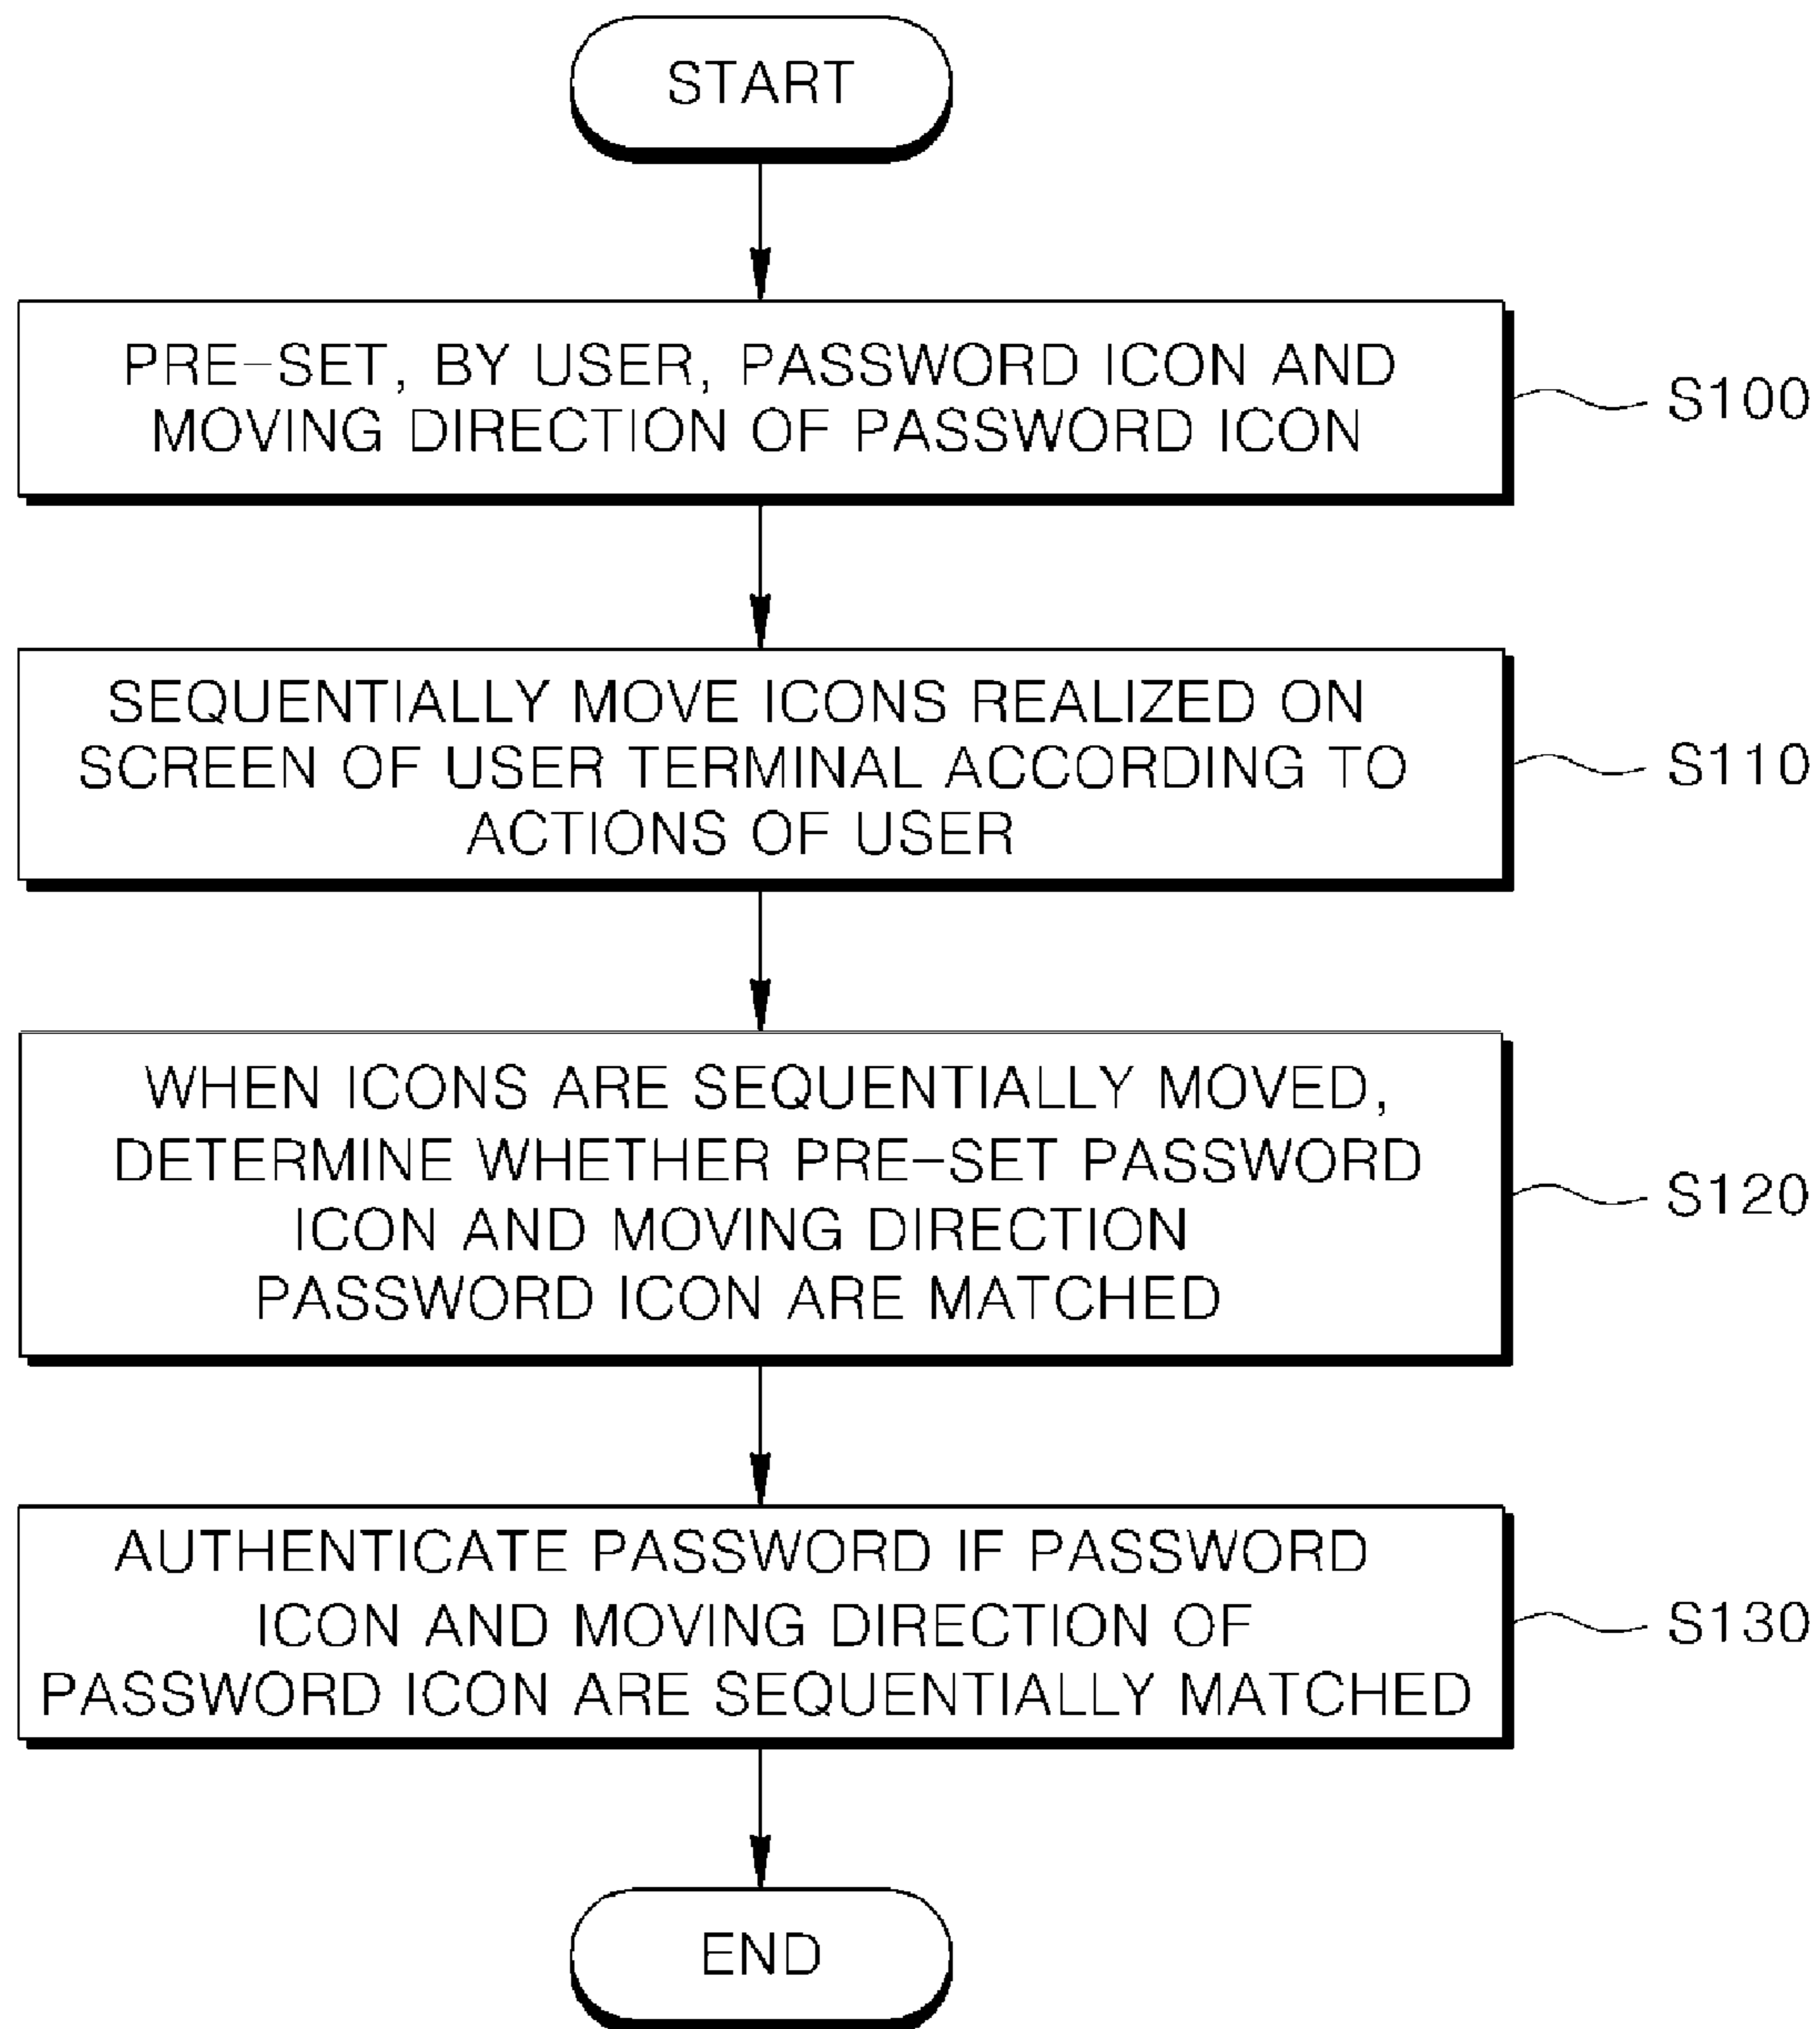 START
PRE-SET, BY USER, PASSWORD ICON AND
MOVING DIRECTION OF PASSWORD ICON
S100
SEQUENTIALLY MOVE ICONS REALIZED ON
SCREEN OF USER TERMINAL ACCORDING TO
ACTIONS OF USER
S110
WHEN ICONS ARE SEQUENTIALLY MOVED,
DETERMINE WHETHER PRE-SET PASSWORD
ICON AND MOVING DIRECTION
PASSWORD ICON ARE MATCHED
S120
AUTHENTICATE PASSWORD IF PASSWORD
ICON AND MOVING DIRECTION OF
PASSWORD ICON ARE SEQUENTIALLY MATCHED
S130
END